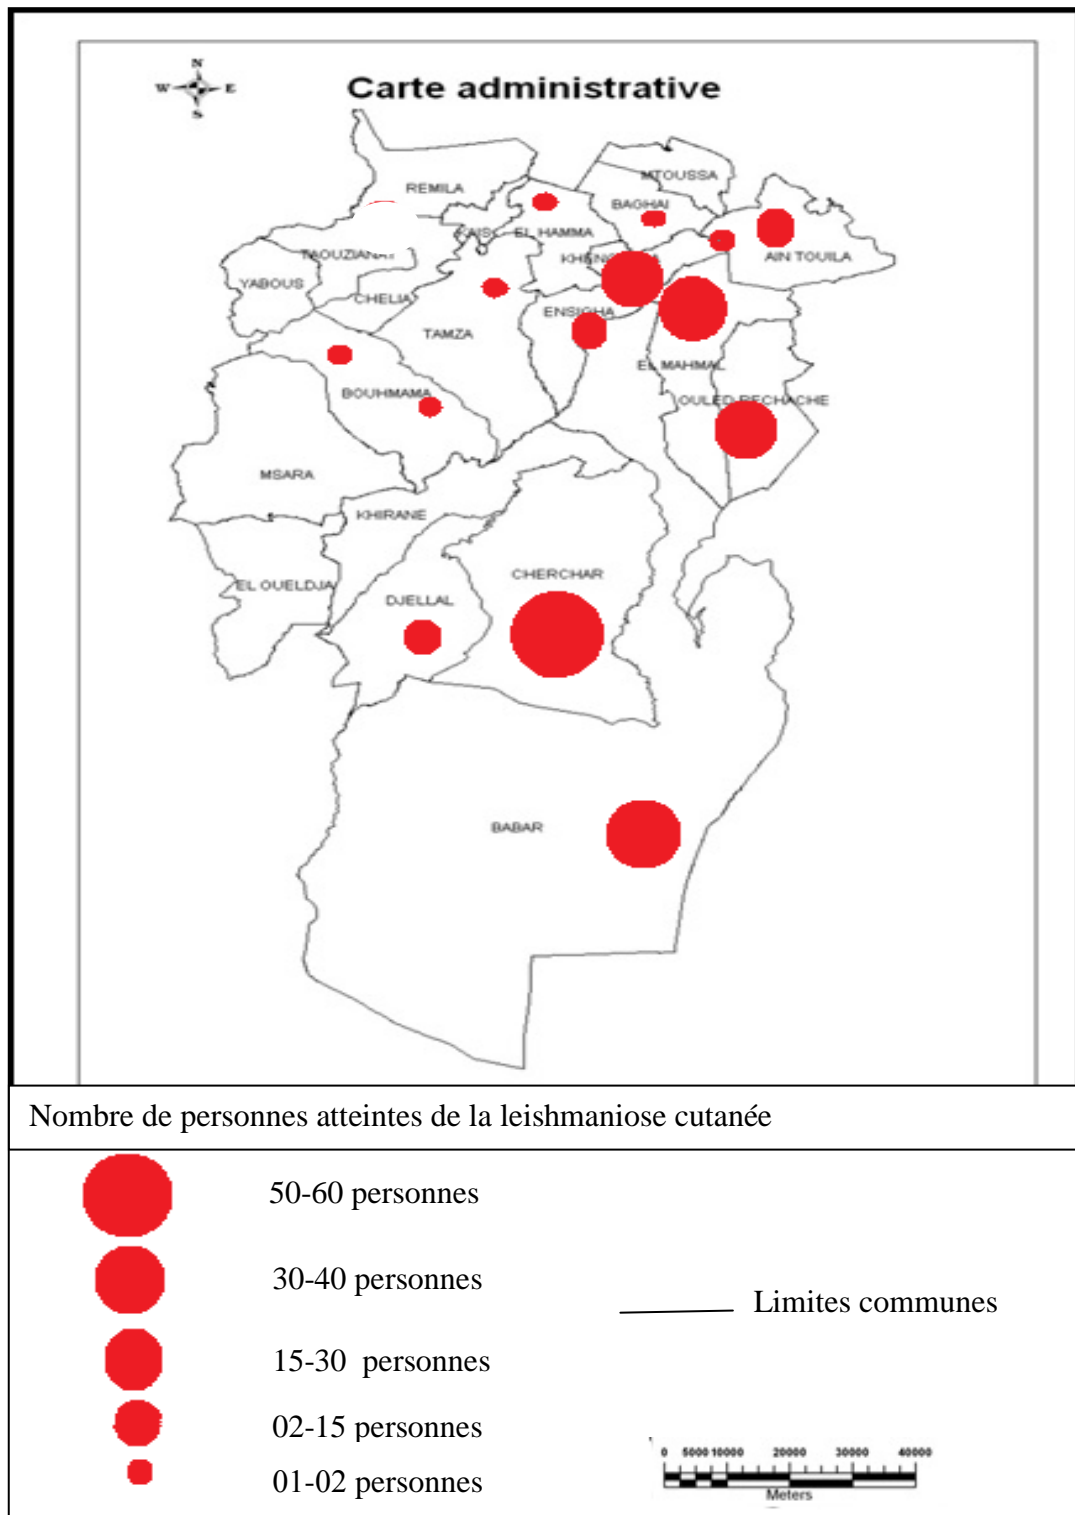 N
W E
S
Carte administrative
MTOUSSA
REMILA
BAGHAI
KAIS
EL HAMMA
AIN TOUILA
TAOUZIANAT
YABOUS
CHELIA
ENSIGHA
TAMZA
EL MAHMAL
BOUHMAMA
OULED RECHACHE
MSARA
KHIRANE
CHERCHAR
EL OUELDJA
DJELLAL
BABAR
Nombre de personnes atteintes de la leishmaniose cutanée
50-60 personnes
30-40 personnes
Limites communes
15-30 personnes
02-15 personnes
01-02 personnes
0 5000 10000 20000 30000 40000
Meters